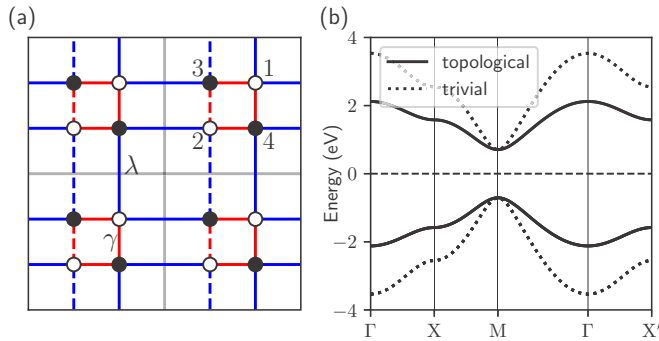 (a)
3
1
2
4
λ
γ
(b)
Energy (eV)
4
2
0
−2
−4
topological
trivial
Γ
X
M
Γ
X′